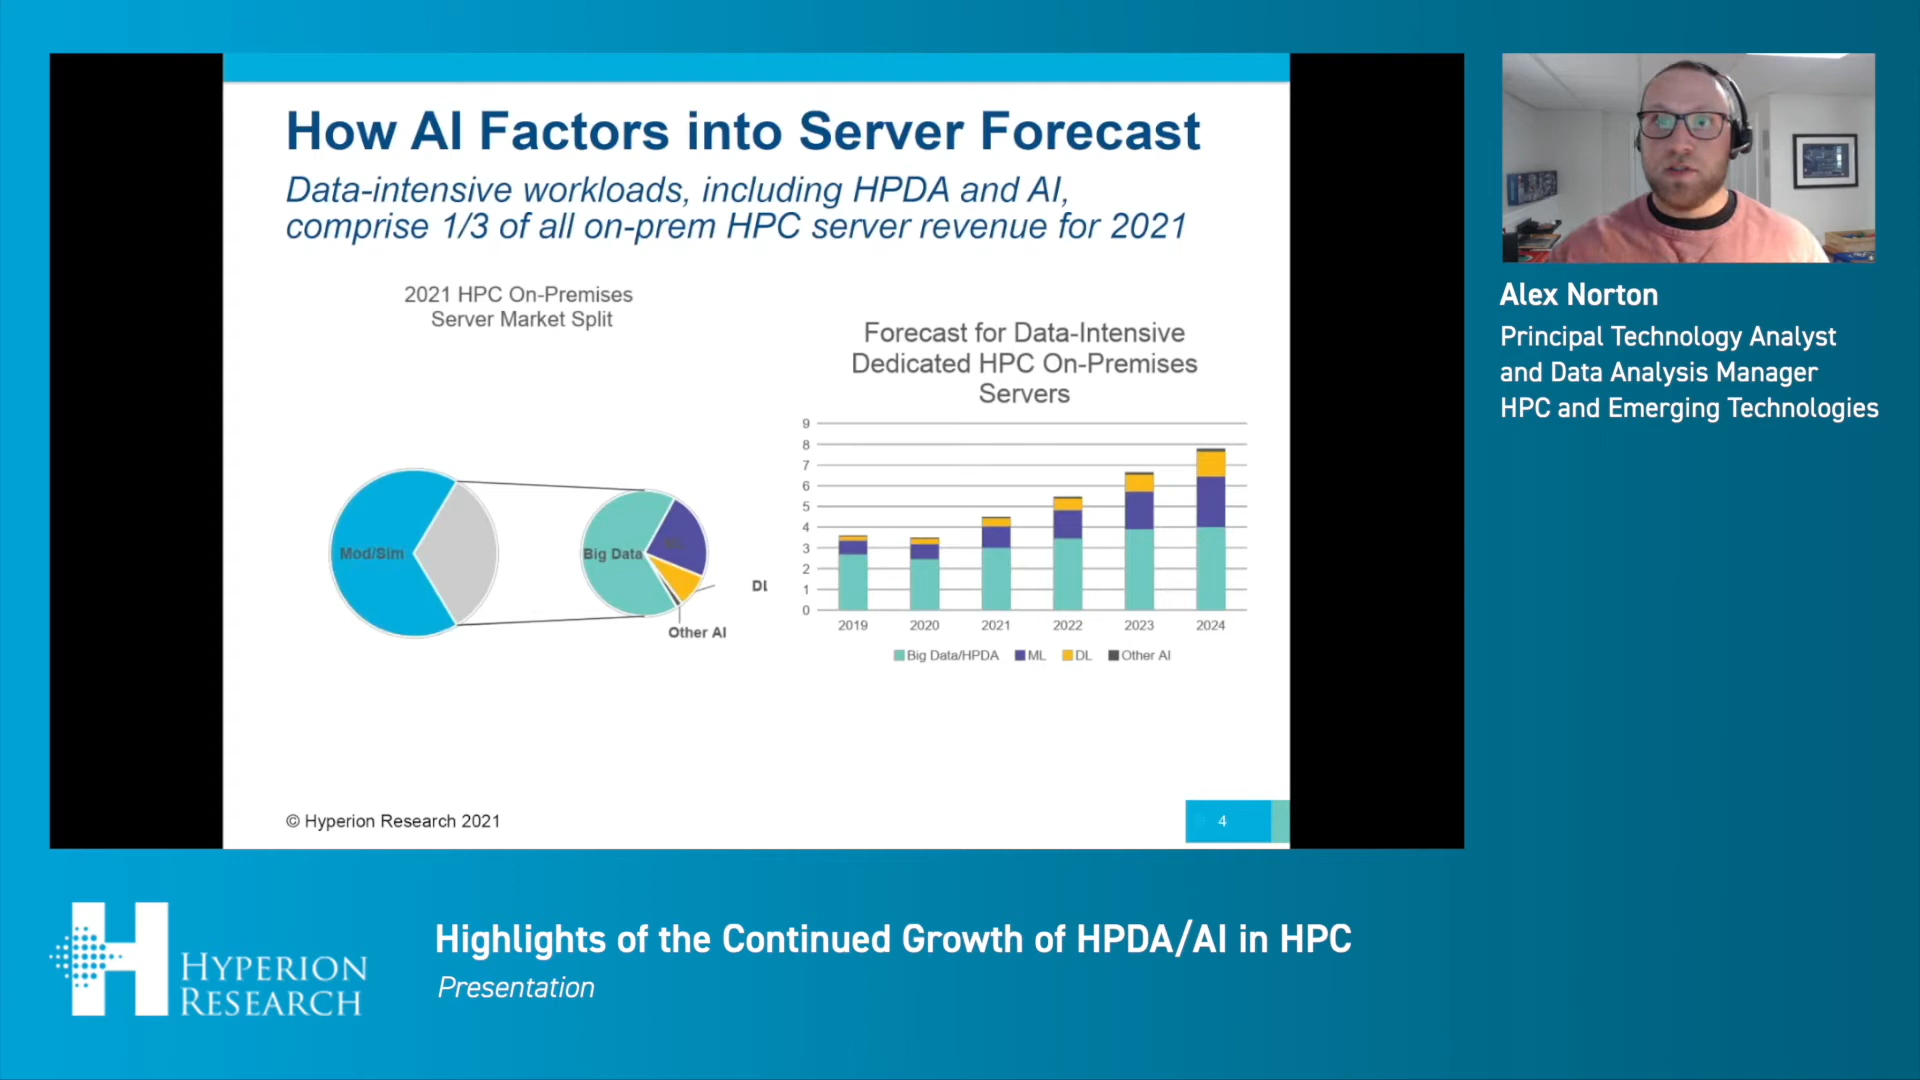 How AI Factors into Server Forecast
Data-intensive workloads, including HPDA and AI,
comprise 1/3 of all on-prem HPC server revenue for 2021
2021 HPC On-Premises
Server Market Split
Mod/Sim
Big Data
ML
DL
Other AI
Forecast for Data-Intensive
Dedicated HPC On-Premises
Servers
9
8
7
6
5
4
3
2
1
0
2019 2020 2021 2022 2023 2024
Big Data/HPDA ML DL Other AI
© Hyperion Research 2021
4
Alex Norton
Principal Technology Analyst
and Data Analysis Manager
HPC and Emerging Technologies
HYPERION
RESEARCH
Highlights of the Continued Growth of HPDA/AI in HPC
Presentation